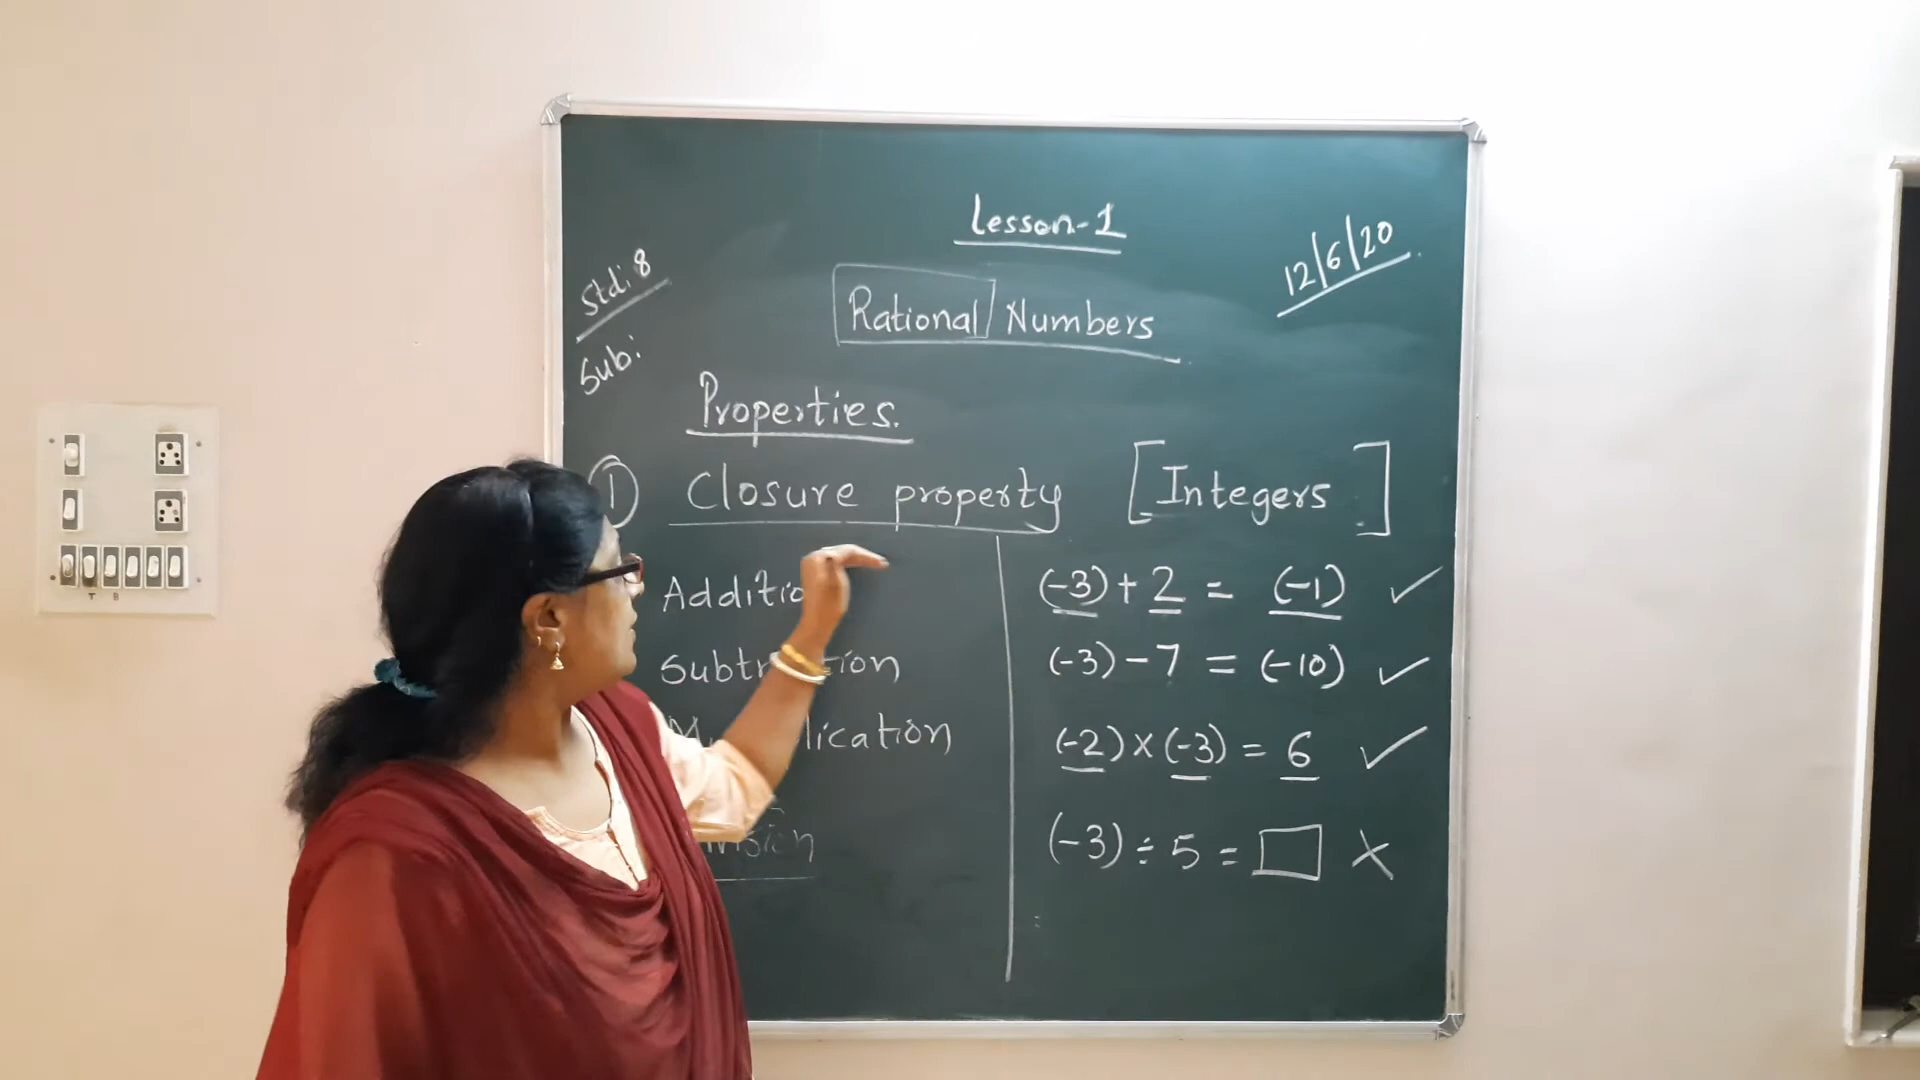 Lesson-1
Std: 8
12/6/20
Rational Numbers
Sub:
Properties.
① Closure property [Integers]
(-3) + 2 = (-1) ✓
(-3) - 7 = (-10) ✓
(-2) × (-3) = 6 ✓
(-3) ÷ 5 = □ ×